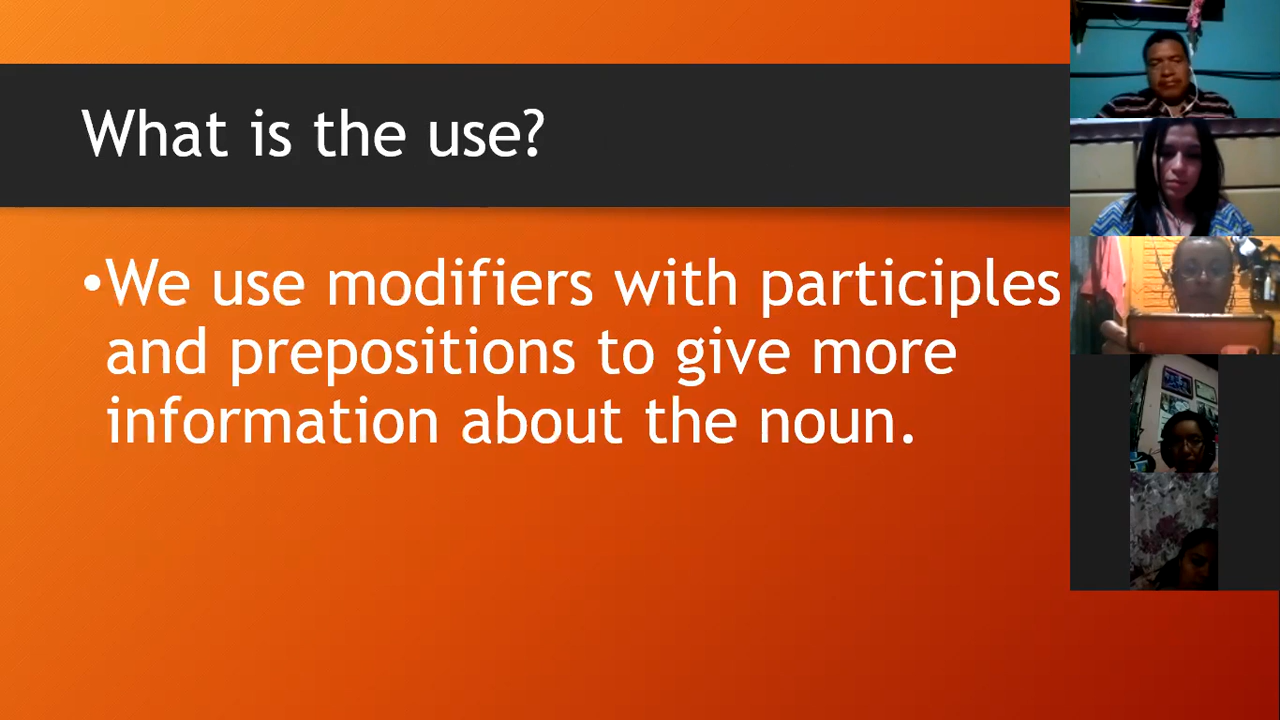 What is the use?
•We use modifiers with participles
and prepositions to give more
information about the noun.